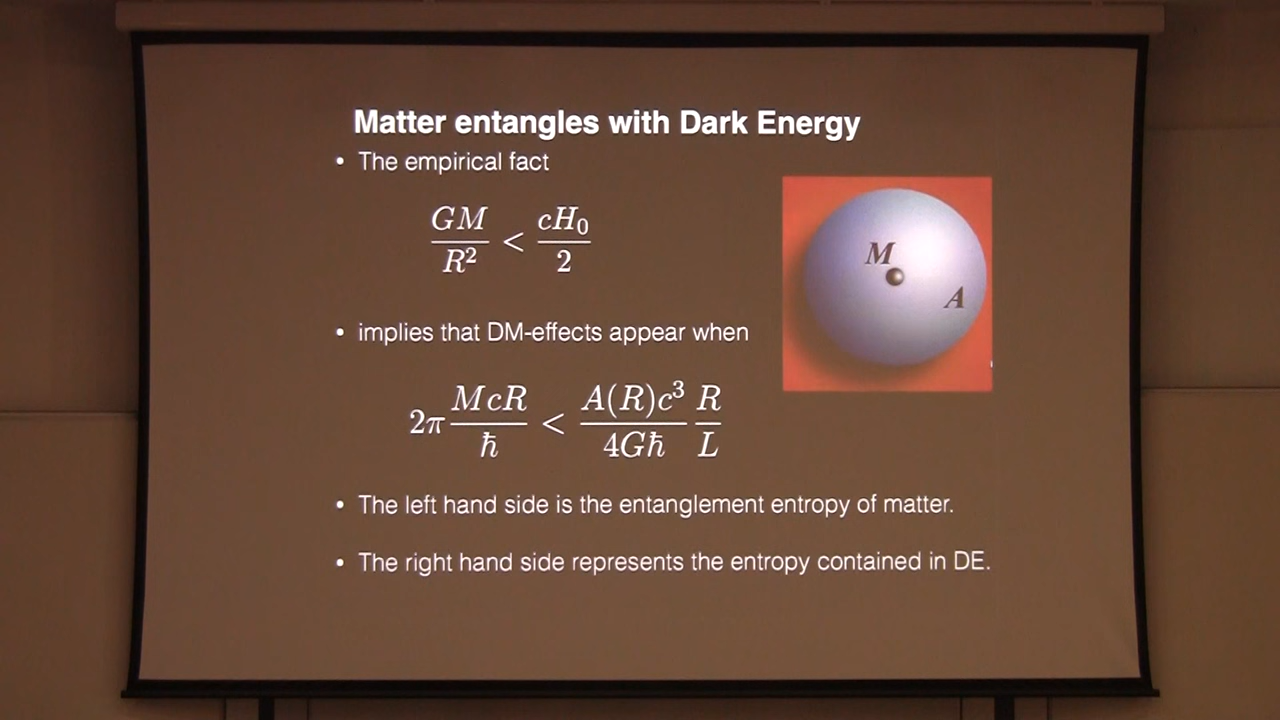 Matter entangles with Dark Energy
• The empirical fact
GM/R² < cH₀/2
M
A
• implies that DM-effects appear when
2π McR/ħ < A(R)c³/4Għ R/L
• The left hand side is the entanglement entropy of matter.
• The right hand side represents the entropy contained in DE.